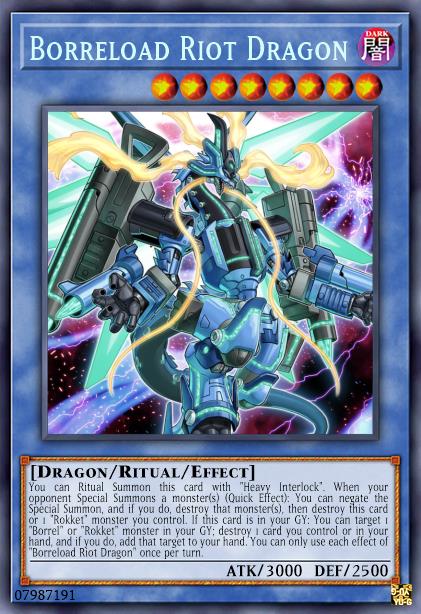 Borreload Riot Dragon
DARK
闇
[Dragon/Ritual/Effect]
You can Ritual Summon this card with "Heavy Interlock". When your
opponent Special Summons a monster(s) (Quick Effect): You can negate the
Special Summon, and if you do, destroy that monster(s), then destroy this card
or 1 "Rokket" monster you control. If this card is in your GY: You can target 1
"Borrel" or "Rokket" monster in your GY; destroy 1 card you control or in your
hand, and if you do, add that target to your hand. You can only use each effect of
"Borreload Riot Dragon" once per turn.
ATK/3000 DEF/2500
07987191